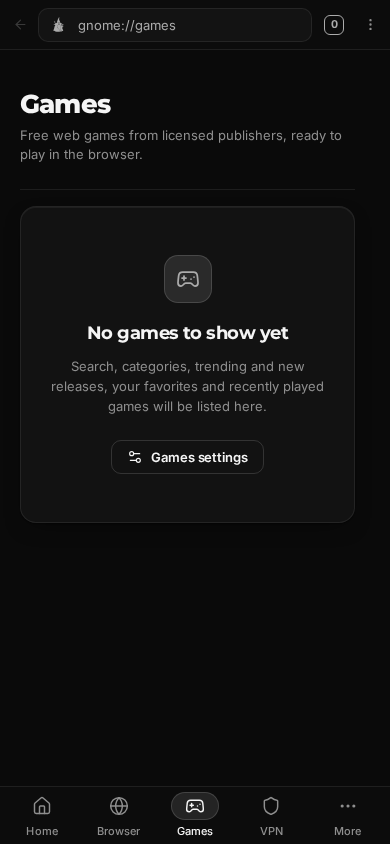 gnome://games
0
Games
Free web games from licensed publishers, ready to
play in the browser.
No games to show yet
Search, categories, trending and new
releases, your favorites and recently played
games will be listed here.
Games settings
Home
Browser
Games
VPN
More